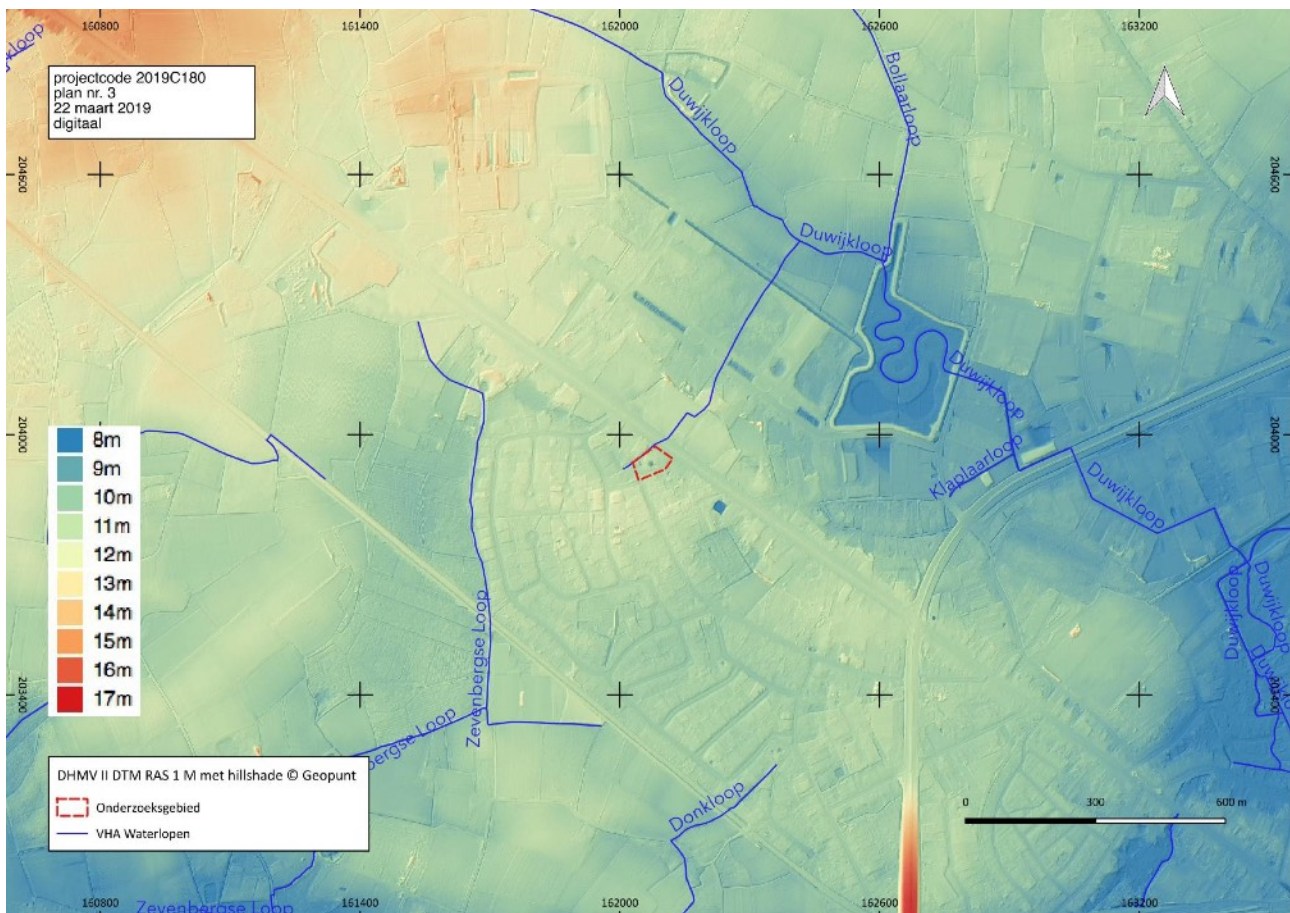 160800
161400
162000
162600
163200
kloop
projectcode 2019C180
plan nr. 3
22 maart 2019
digitaal
Duwijkloop
Bollaarloop
204600
204600
Duwijkloop
Duwijkloop
204000
204000
8m
9m
10m
11m
12m
13m
14m
15m
16m
17m
Klaplaarloop
Duwijkloop
Duwijkloop
Duwijkloop
Duwijkl
Zevenbergse Loop
203400
203400
bergse Loop
DHMV II DTM RAS 1 M met hillshade © Geopunt
Onderzoeksgebied
VHA Waterlopen
Donkloop
0 300 600 m
Zevenbergse Loop
160800
161400
162000
162600
163200